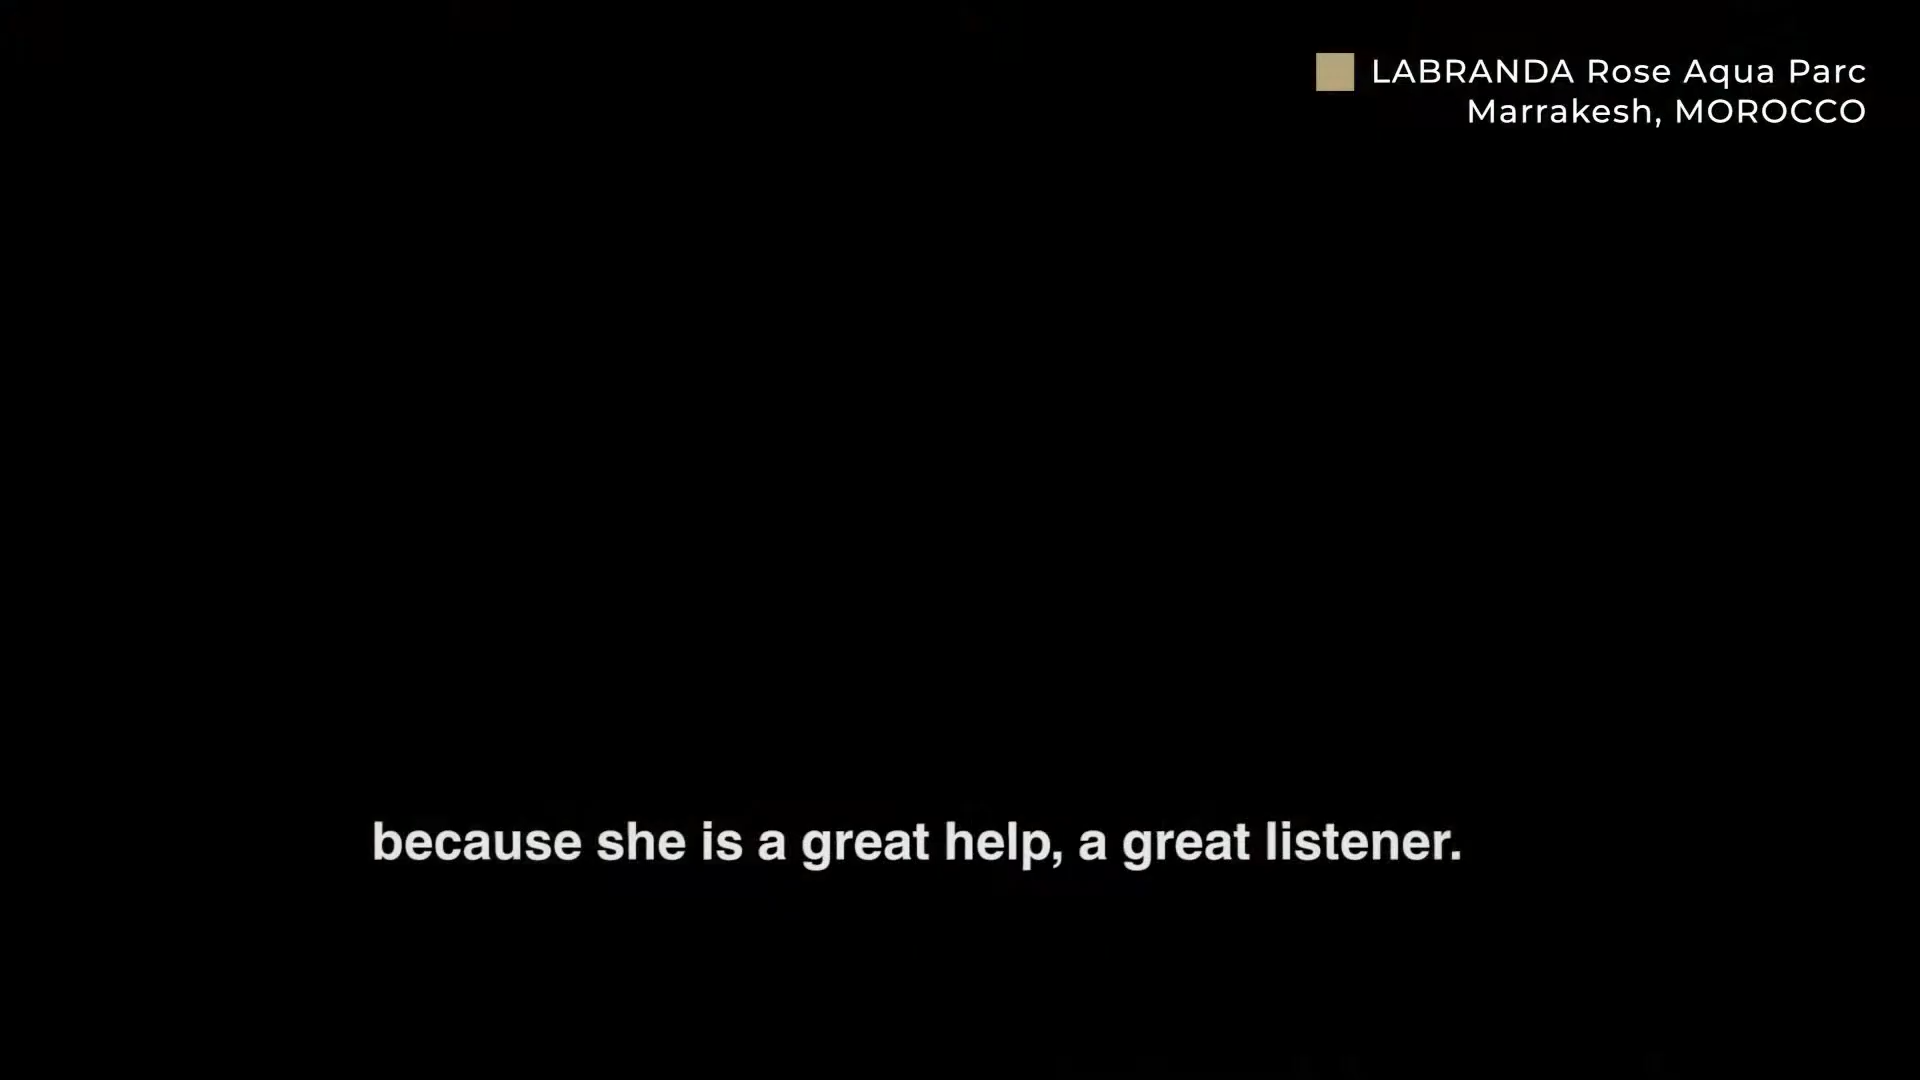 LABRANDA Rose Aqua Parc
Marrakesh, MOROCCO
because she is a great help, a great listener.